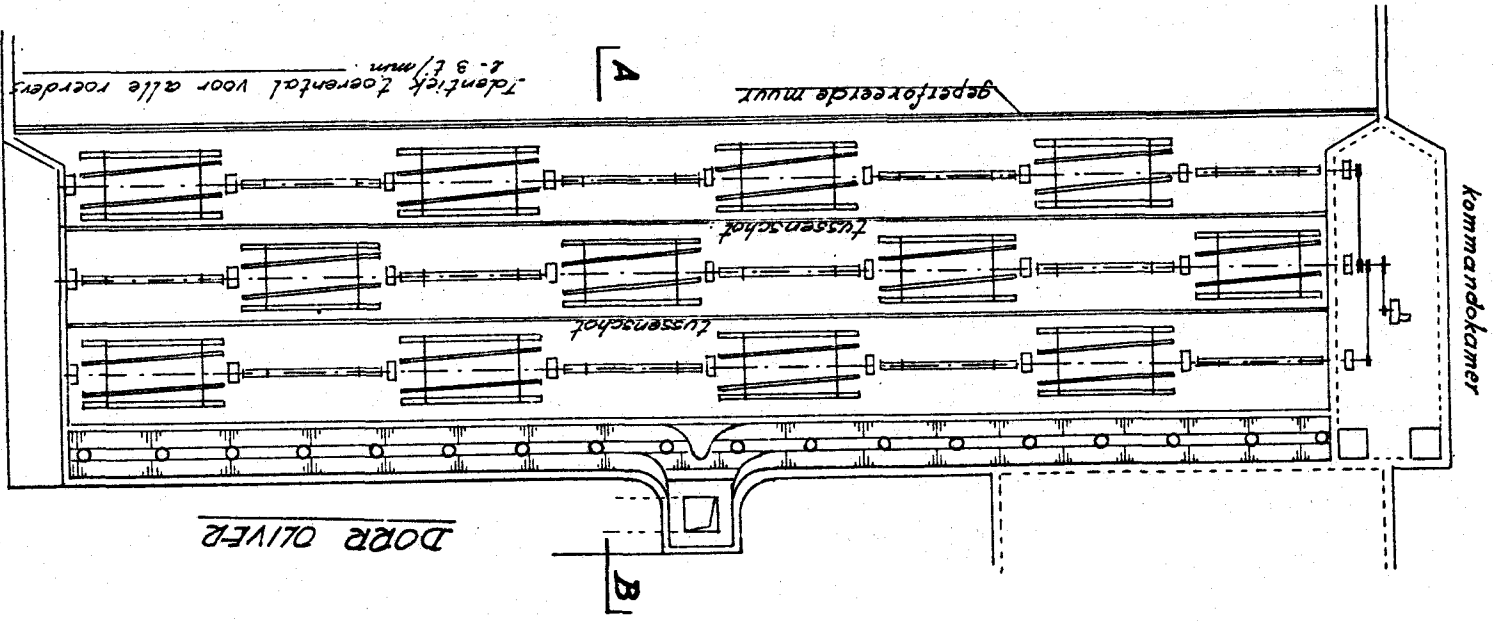 DORR OLIVER
B
tussenschot
tussenschot
geperforeerde muur
A
Identiek toerental voor alle roerders
2-3 t/min.
kommandokamer